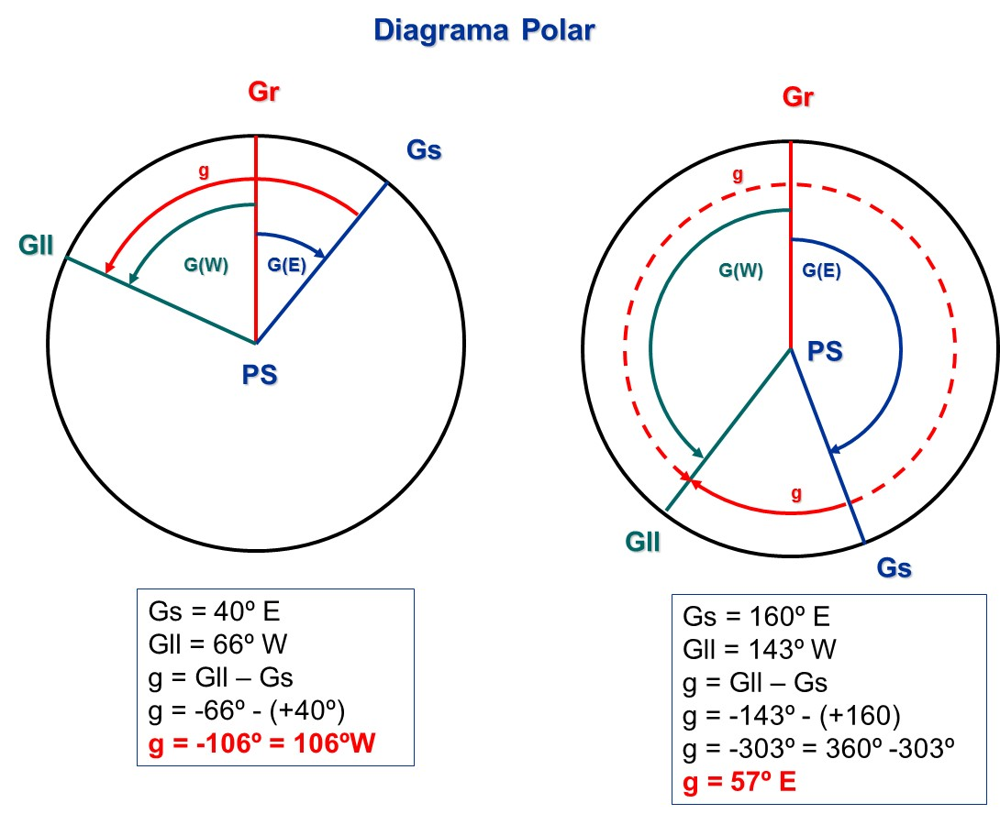 Diagrama Polar
Gr
Gs
g
Gll
G(W)
G(E)
PS
Gs = 40º E
Gll = 66º W
g = Gll – Gs
g = -66º - (+40º)
g = -106º = 106ºW
Gr
g
G(W)
G(E)
PS
g
Gll
Gs
Gs = 160º E
Gll = 143º W
g = Gll – Gs
g = -143º - (+160)
g = -303º = 360º -303º
g = 57º E